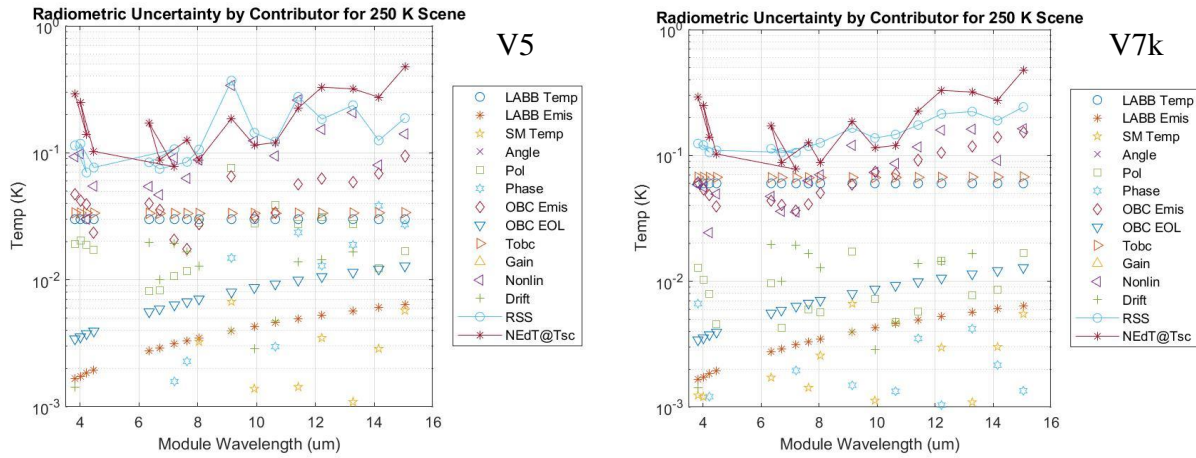 Radiometric Uncertainty by Contributor for 250 K Scene
V5
10^0
10^-1
10^-2
10^-3
Temp (K)
4 6 8 10 12 14 16
Module Wavelength (um)
LABB Temp
LABB Emis
SM Temp
Angle
Pol
Phase
OBC Emis
OBC EOL
Tobc
Gain
Nonlin
Drift
RSS
NEdT@Tsc
Radiometric Uncertainty by Contributor for 250 K Scene
V7k
10^0
10^-1
10^-2
10^-3
Temp (K)
4 6 8 10 12 14 16
Module Wavelength (um)
LABB Temp
LABB Emis
SM Temp
Angle
Pol
Phase
OBC Emis
OBC EOL
Tobc
Gain
Nonlin
Drift
RSS
NEdT@Tsc